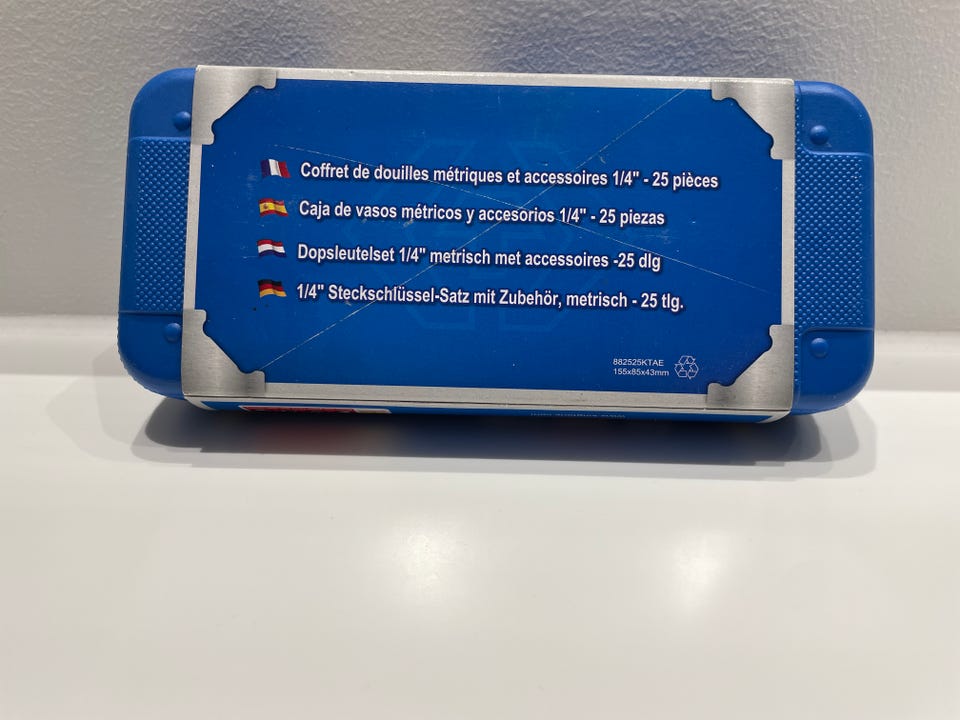 Coffret de douilles métriques et accessoires 1/4" - 25 pièces
Caja de vasos métricos y accesorios 1/4" - 25 piezas
Dopsleutelset 1/4" metrisch met accessoires -25 dlg
1/4" Steckschlüssel-Satz mit Zubehör, metrisch - 25 tlg.
882525KTAE
155x85x43mm